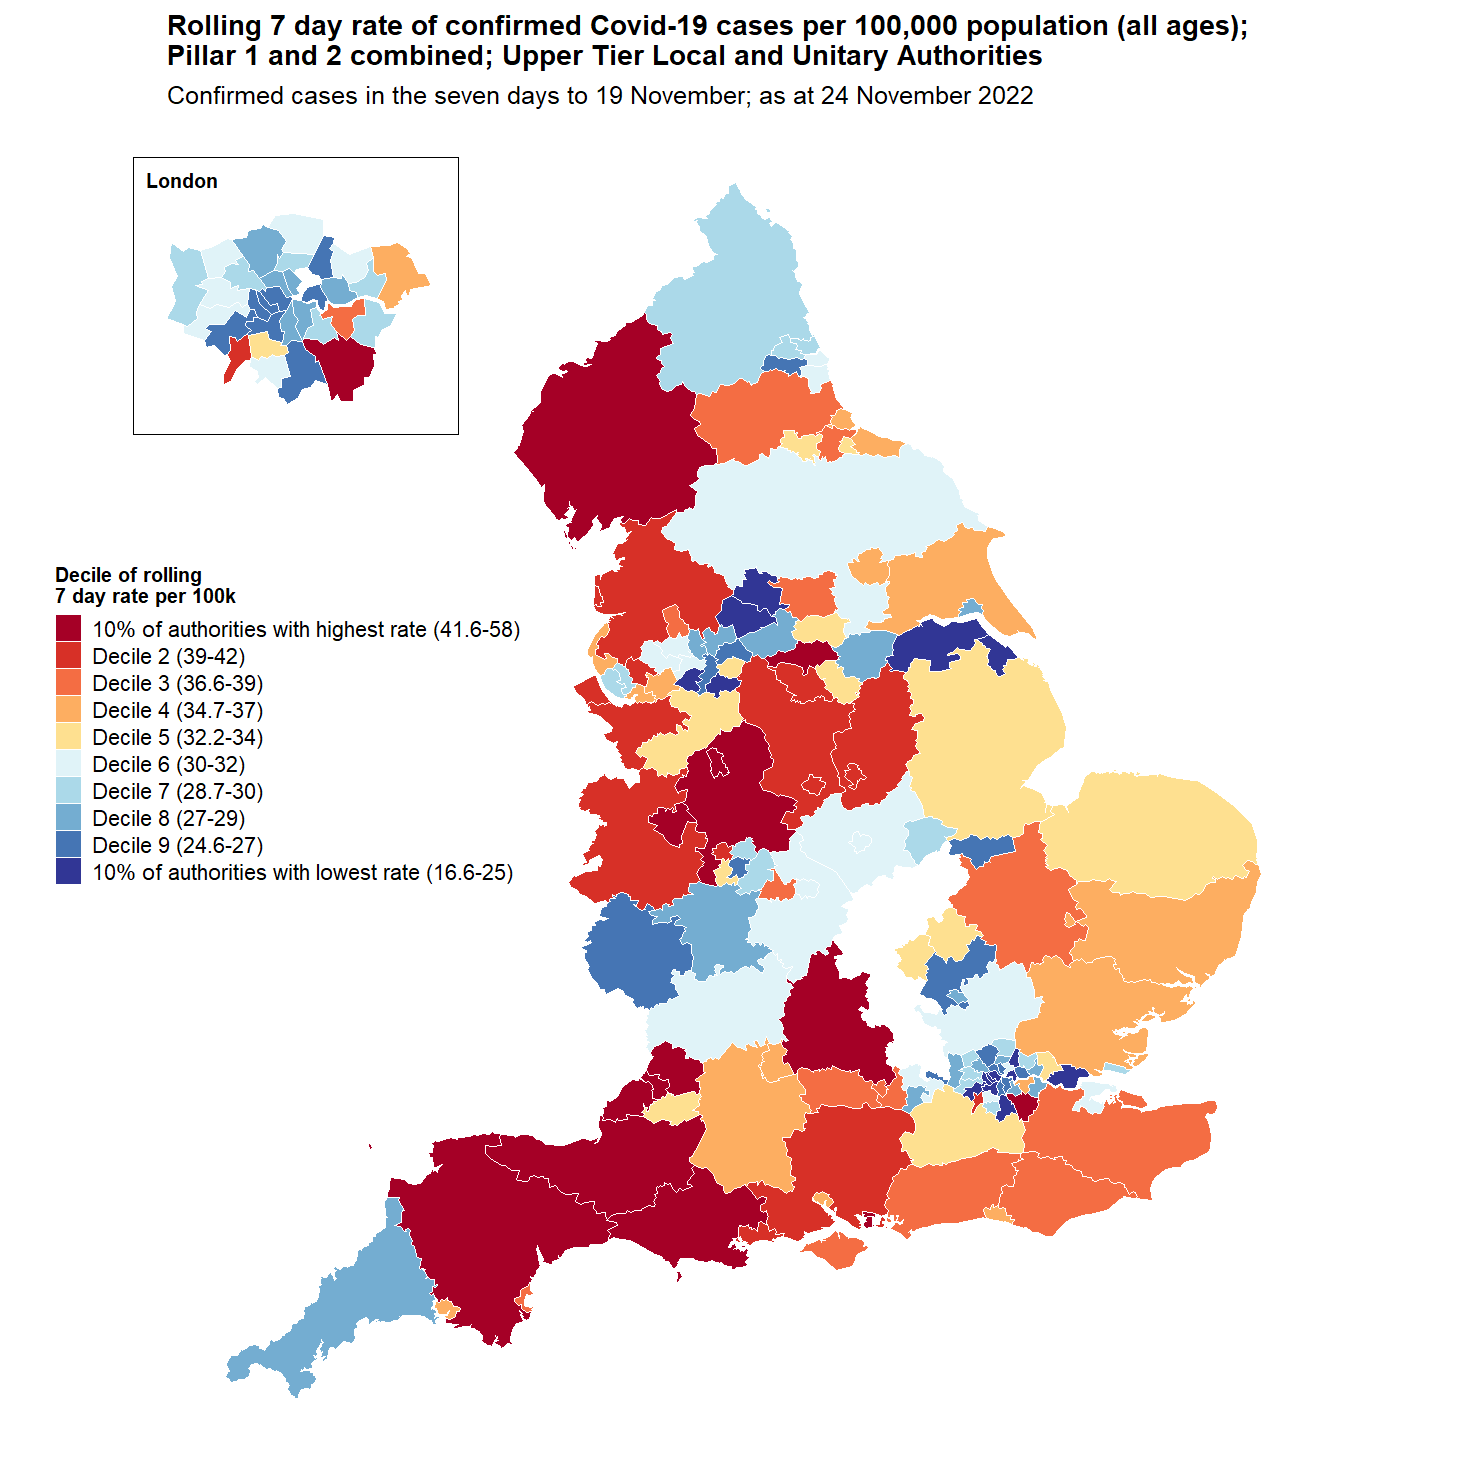 Rolling 7 day rate of confirmed Covid-19 cases per 100,000 population (all ages);
Pillar 1 and 2 combined; Upper Tier Local and Unitary Authorities
Confirmed cases in the seven days to 19 November; as at 24 November 2022
London
Decile of rolling
7 day rate per 100k
10% of authorities with highest rate (41.6-58)
Decile 2 (39-42)
Decile 3 (36.6-39)
Decile 4 (34.7-37)
Decile 5 (32.2-34)
Decile 6 (30-32)
Decile 7 (28.7-30)
Decile 8 (27-29)
Decile 9 (24.6-27)
10% of authorities with lowest rate (16.6-25)